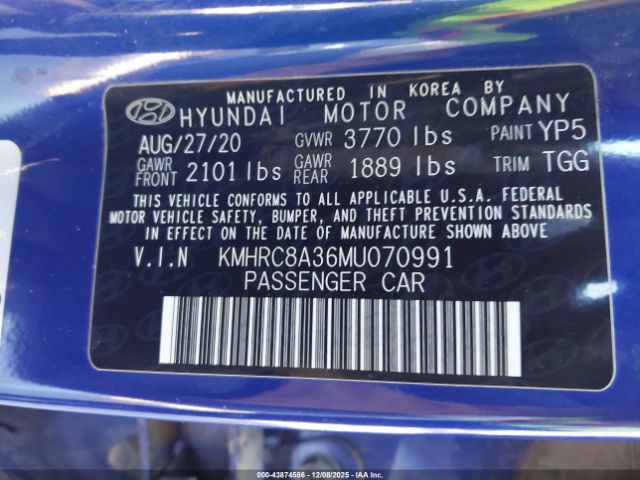 MANUFACTURED IN KOREA BY
HYUNDAI MOTOR COMPANY
AUG/27/20 GVWR 3770 lbs PAINT YP5
GAWR FRONT 2101 lbs GAWR REAR 1889 lbs TRIM TGG
THIS VEHICLE CONFORMS TO ALL APPLICABLE U.S.A. FEDERAL
MOTOR VEHICLE SAFETY, BUMPER, AND THEFT PREVENTION STANDARDS
IN EFFECT ON THE DATE OF MANUFACTURE SHOWN ABOVE
V.I.N KMHRC8A36MU070991
PASSENGER CAR
000-43874586 - 12/08/2025 - IAA Inc.